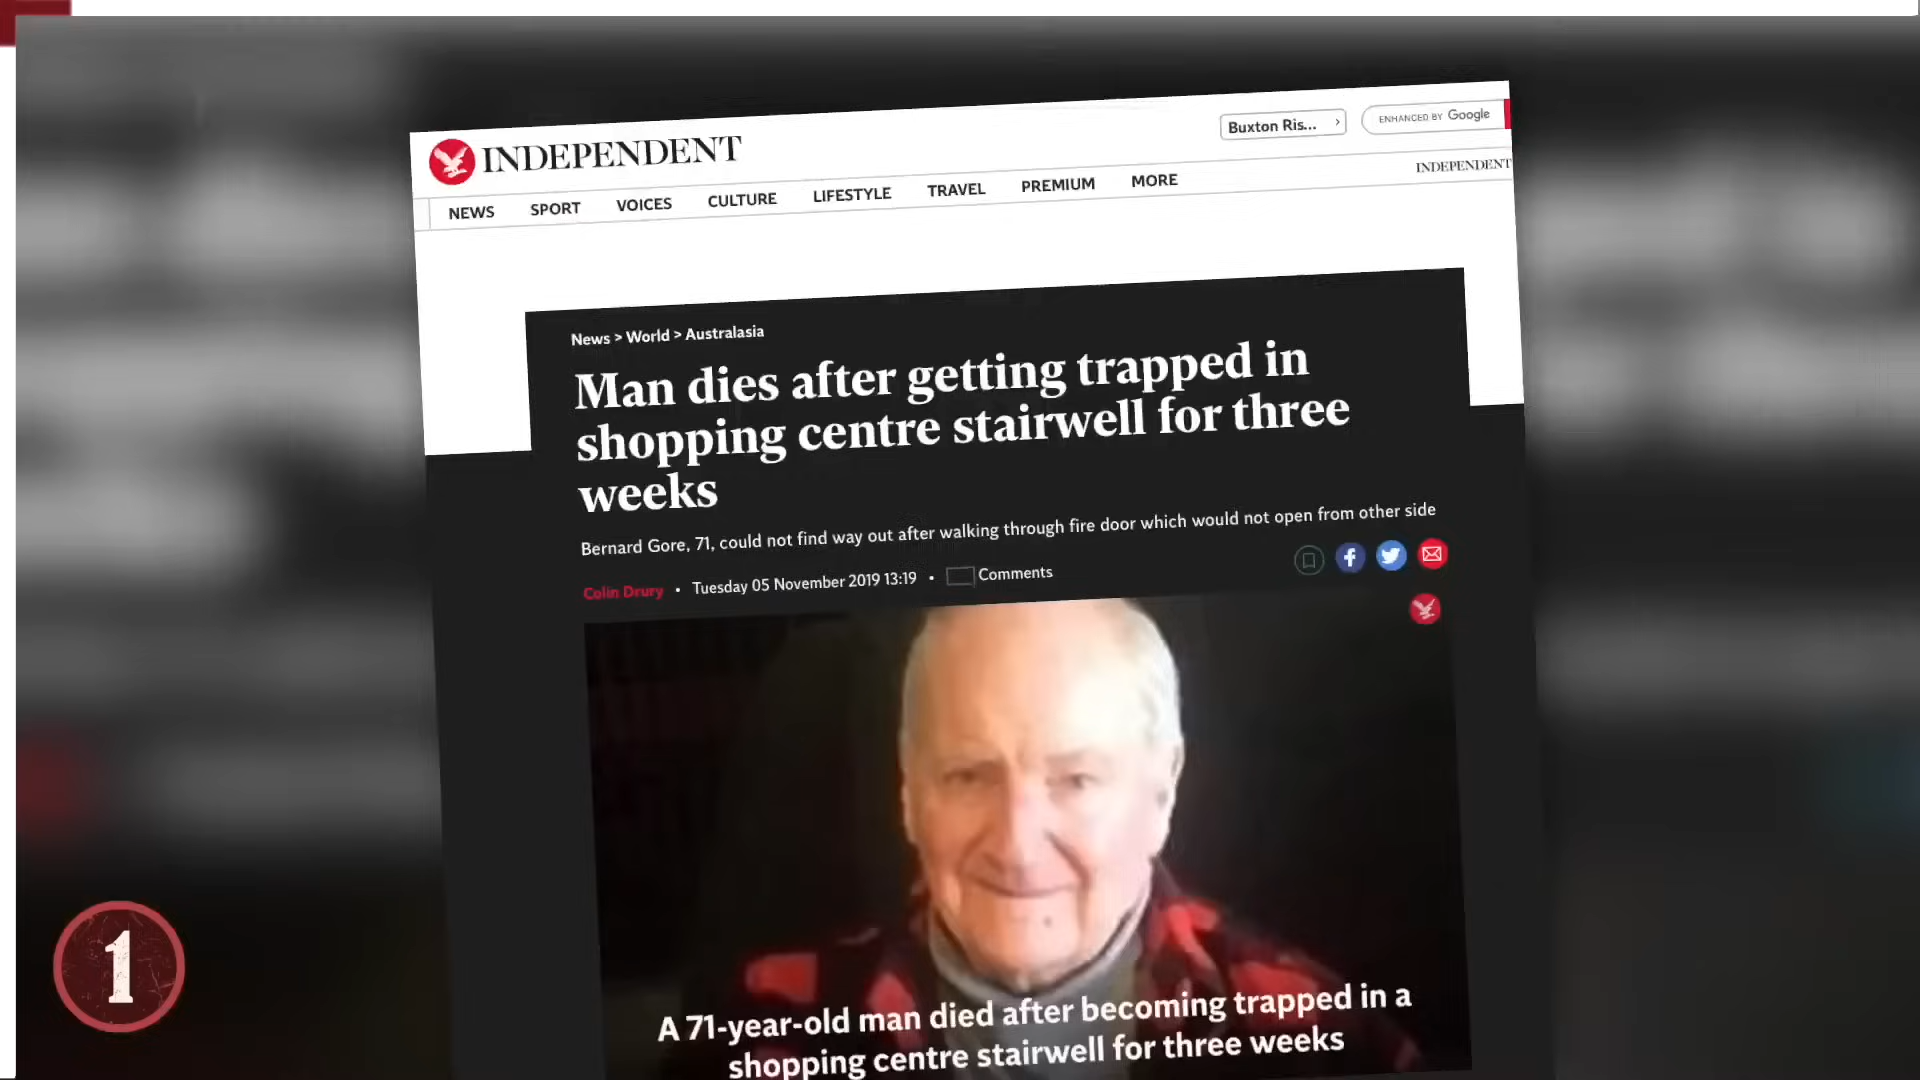 INDEPENDENT
Buxton Ris...
ENHANCED BY Google
NEWS SPORT VOICES CULTURE LIFESTYLE TRAVEL PREMIUM MORE
INDEPENDENT
News > World > Australasia
Man dies after getting trapped in
shopping centre stairwell for three
weeks
Bernard Gore, 71, could not find way out after walking through fire door which would not open from other side
Colin Drury • Tuesday 05 November 2019 13:19 • Comments
A 71-year-old man died after becoming trapped in a
shopping centre stairwell for three weeks
1